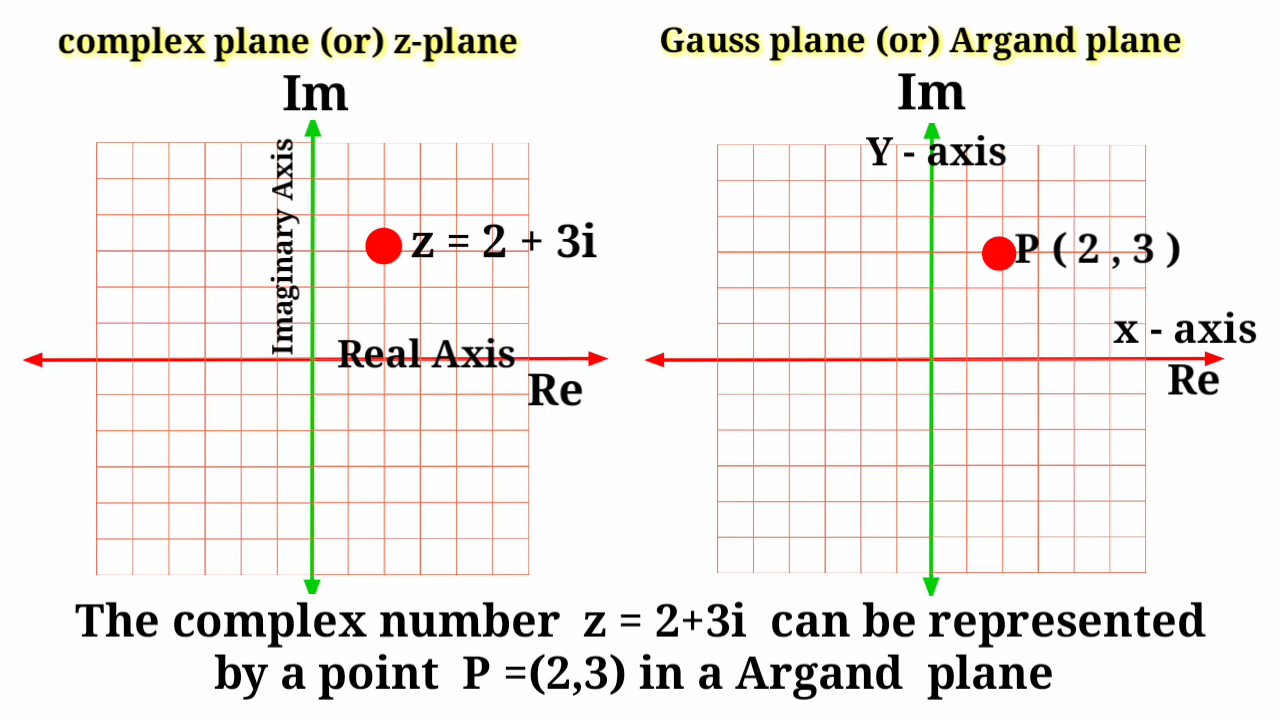 complex plane (or) z-plane
Im
Imaginary Axis
z = 2 + 3i
Real Axis
Re
Gauss plane (or) Argand plane
Im
Y - axis
P ( 2 , 3 )
x - axis
Re
The complex number z = 2+3i can be represented
by a point P =(2,3) in a Argand plane